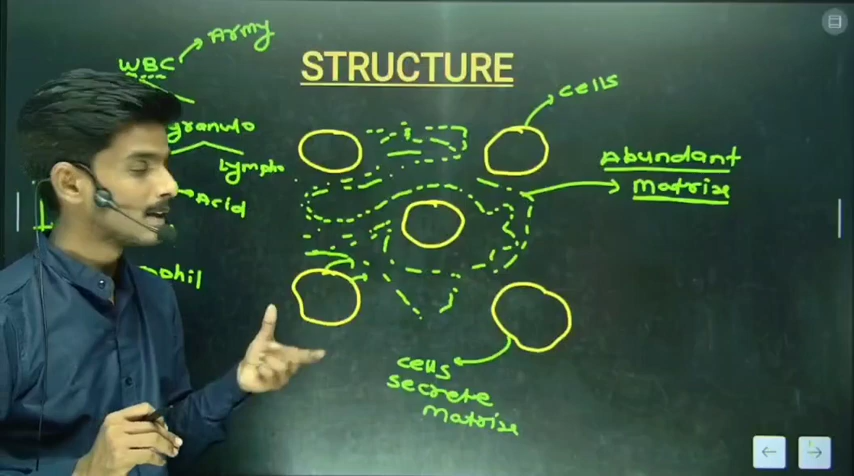 Army
WBC
STRUCTURE
cells
granulo
Lympho
Abundant
matrix
Acid
phil
cells
secrete
matrix